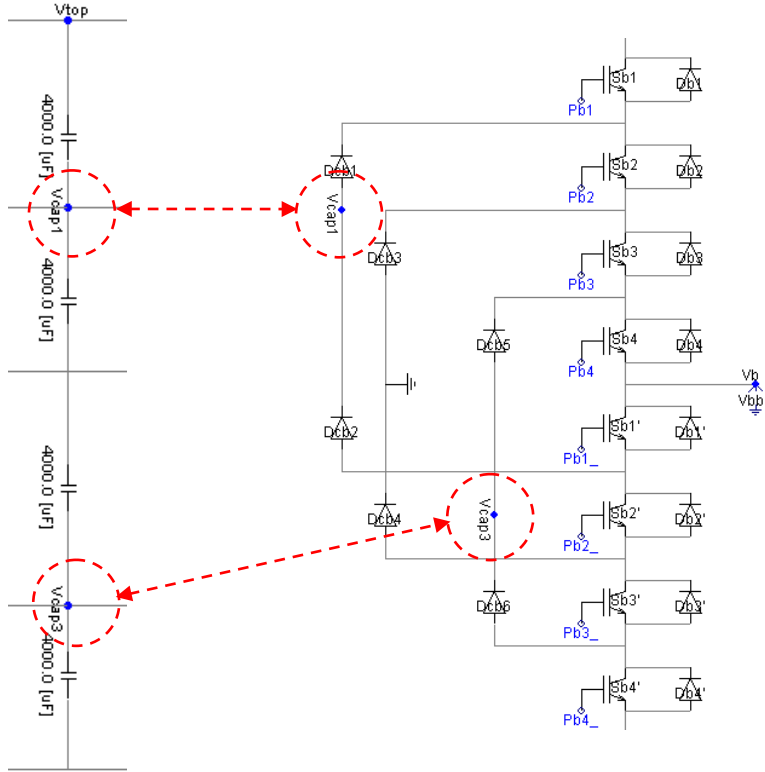 Vtop
4000.0 [uF]
Vcap1
4000.0 [uF]
4000.0 [uF]
Vcap3
4000.0 [uF]
Sb1
Db1
Pb1
Dcb1
Sb2
Db2
Pb2
Vcap1
Dcb3
Sb3
Db3
Pb3
Dcb5
Sb4
Db4
Pb4
Vb
Vbb
Dcb2
Sb1'
Db1'
Pb1_
Vcap3
Dcb4
Sb2'
Db2'
Pb2_
Dcb6
Sb3'
Db3'
Pb3_
Sb4'
Db4'
Pb4_